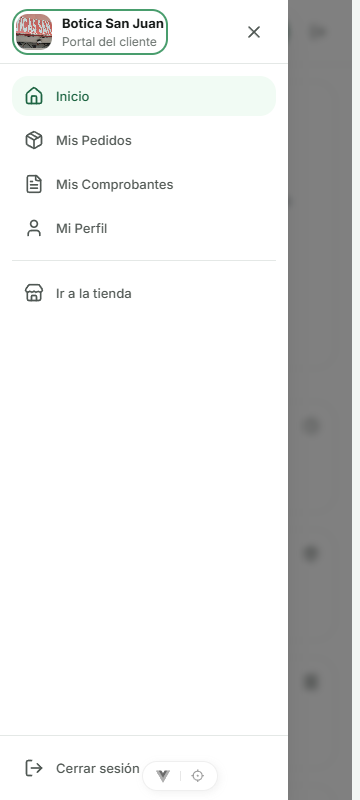 Botica San Juan
Portal del cliente
Inicio
Mis Pedidos
Mis Comprobantes
Mi Perfil
Ir a la tienda
Cerrar sesión